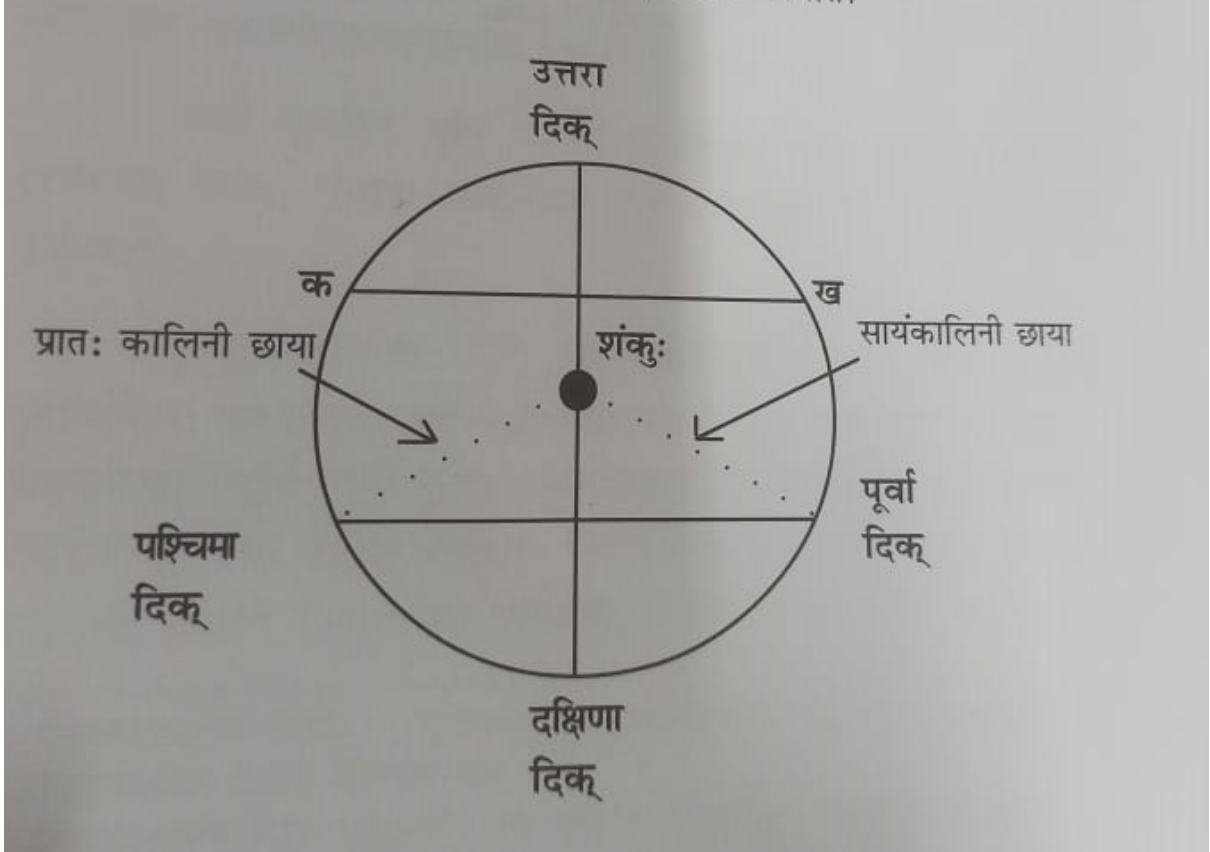 उत्तरा
दिक्
क
ख
प्रातः कालिनी छाया
शंकुः
सायंकालिनी छाया
पूर्वा
दिक्
पश्चिमा
दिक्
दक्षिणा
दिक्